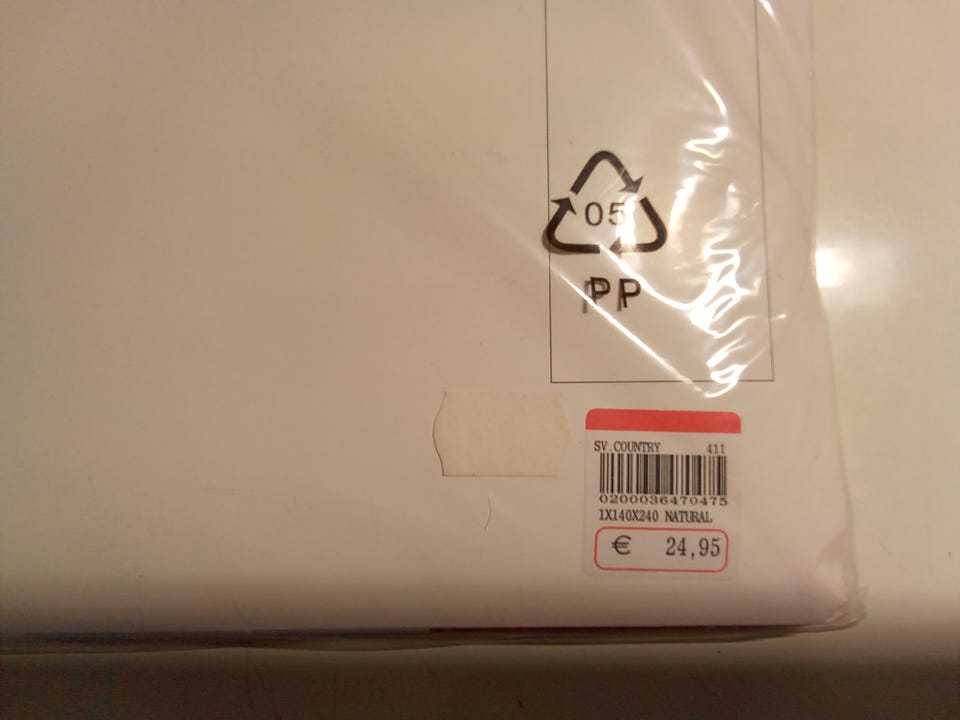 05
PP
SV.COUNTRY 411
0200036470475
1X140X240 NATURAL
€ 24,95